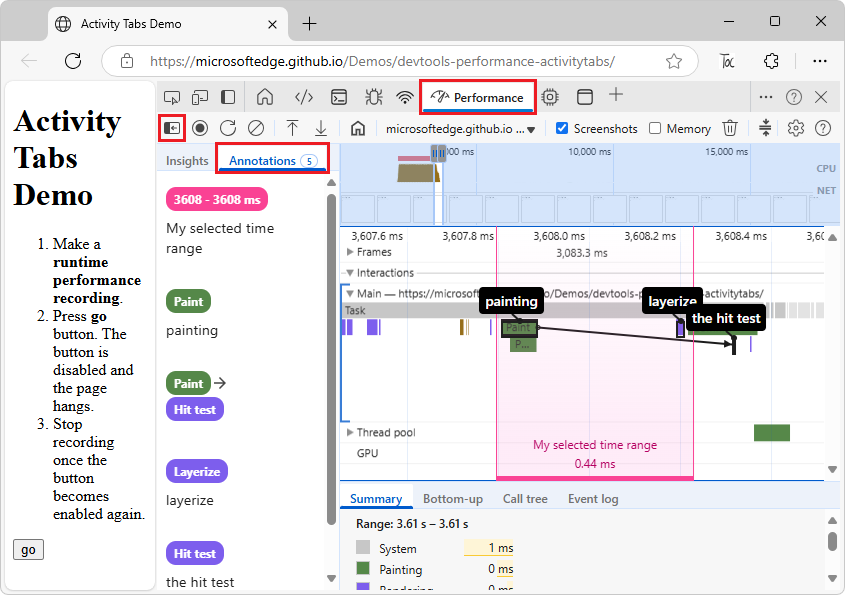 Activity Tabs Demo
https://microsoftedge.github.io/Demos/devtools-performance-activitytabs/
Performance
microsoftedge.github.io ...
Screenshots
Memory
Activity
Tabs
Demo
1. Make a
runtime
performance
recording.
2. Press go
button. The
button is
disabled and
the page
hangs.
3. Stop
recording
once the
button
becomes
enabled again.
go
Insights
Annotations 5
3608 - 3608 ms
My selected time
range
Paint
painting
Paint
Hit test
Layerize
layerize
Hit test
the hit test
000 ms
10,000 ms
15,000 ms
CPU
NET
3,607.6 ms
3,607.8 ms
3,608.0 ms
3,608.2 ms
3,608.4 ms
3,60
Frames
3,083.3 ms
Interactions
Main — https://microsoft
o/Demos/devtools-p
-activitytabs/
painting
layerize
the hit test
Task
Paint
P...
Thread pool
GPU
My selected time range
0.44 ms
Summary
Bottom-up
Call tree
Event log
Range: 3.61 s – 3.61 s
System
1 ms
Painting
0 ms
Rendering
0 ms